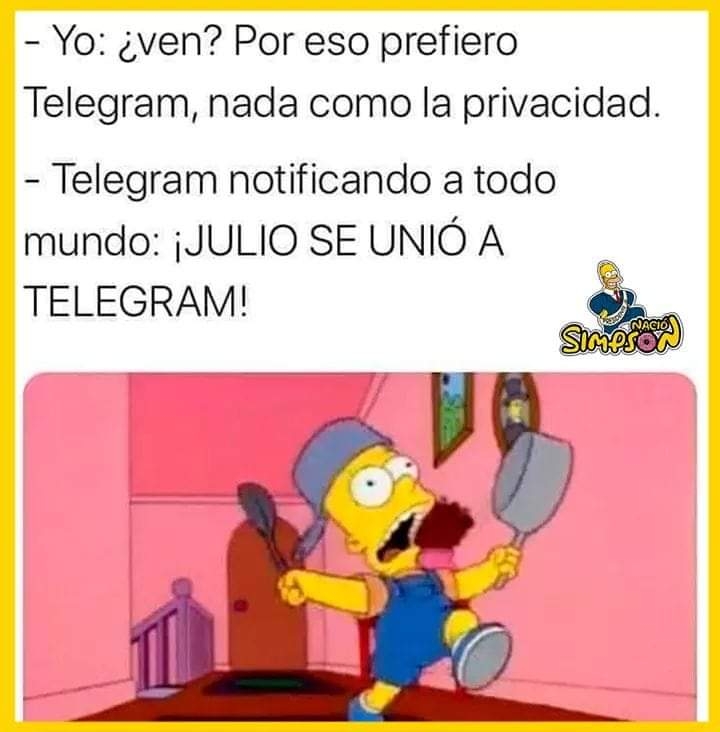 - Yo: ¿ven? Por eso prefiero
Telegram, nada como la privacidad.
- Telegram notificando a todo
mundo: ¡JULIO SE UNIÓ A
TELEGRAM!
NACIÓN
SIMPSON